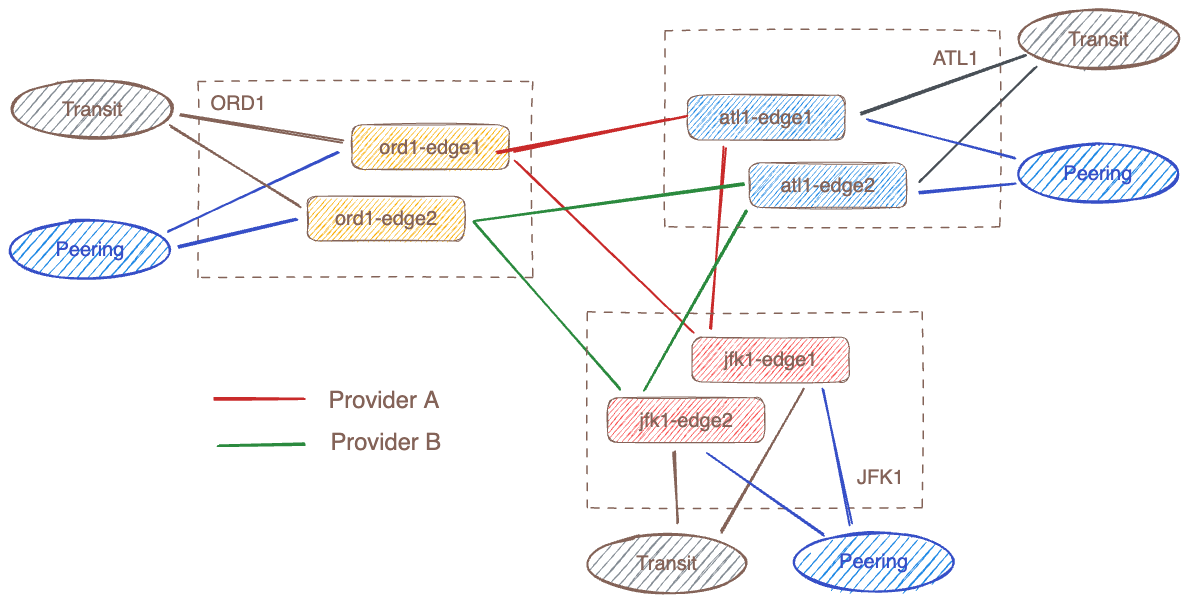 Transit
ORD1
ord1-edge1
ord1-edge2
Peering
ATL1
Transit
atl1-edge1
atl1-edge2
Peering
Provider A
Provider B
jfk1-edge1
jfk1-edge2
JFK1
Transit
Peering